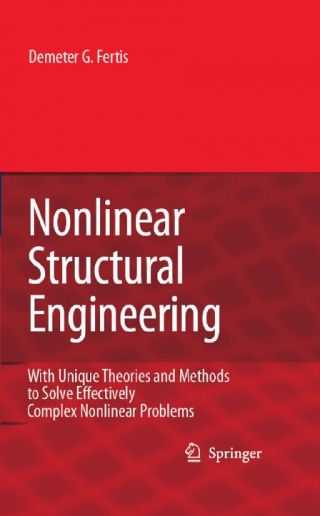 Demeter G. Fertis
Nonlinear
Structural
Engineering
With Unique Theories and Methods
to Solve Effectively
Complex Nonlinear Problems
Springer